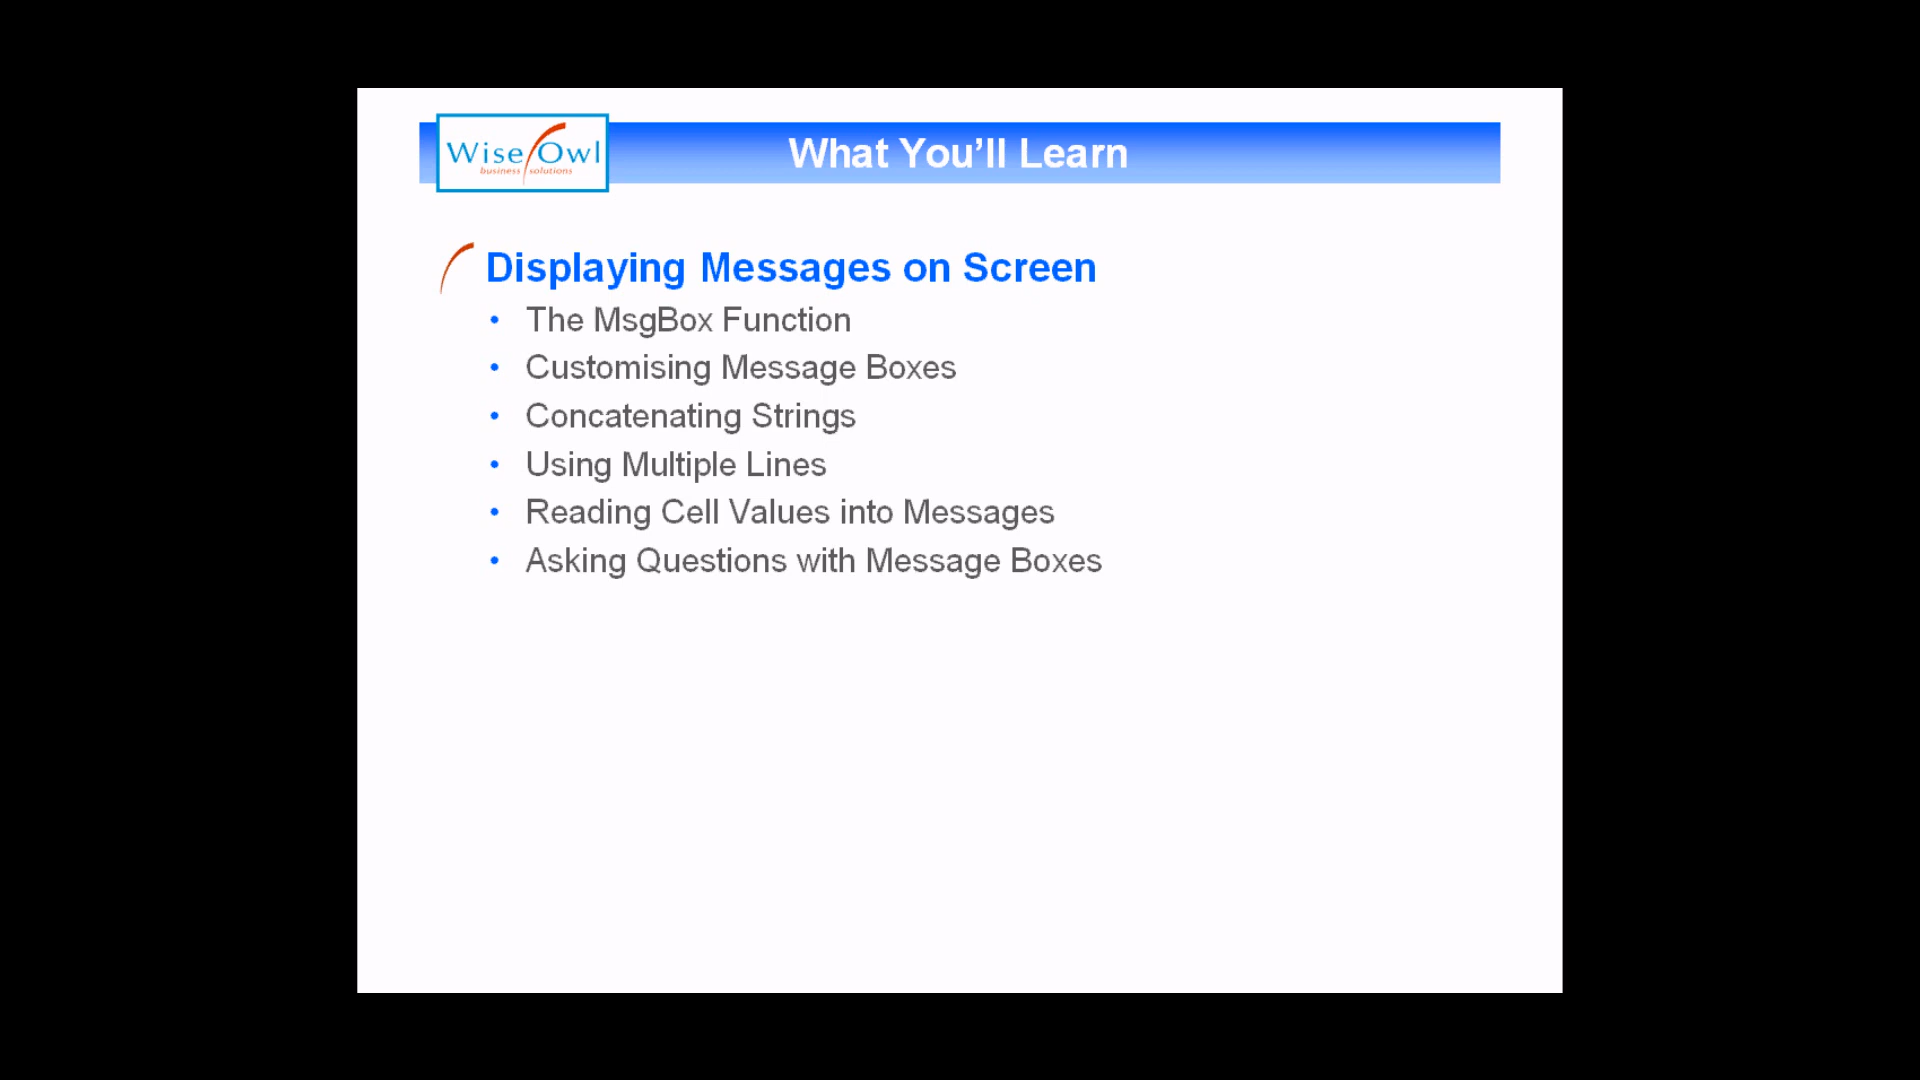 Wise Owl
business solutions
What You'll Learn
Displaying Messages on Screen
• The MsgBox Function
• Customising Message Boxes
• Concatenating Strings
• Using Multiple Lines
• Reading Cell Values into Messages
• Asking Questions with Message Boxes